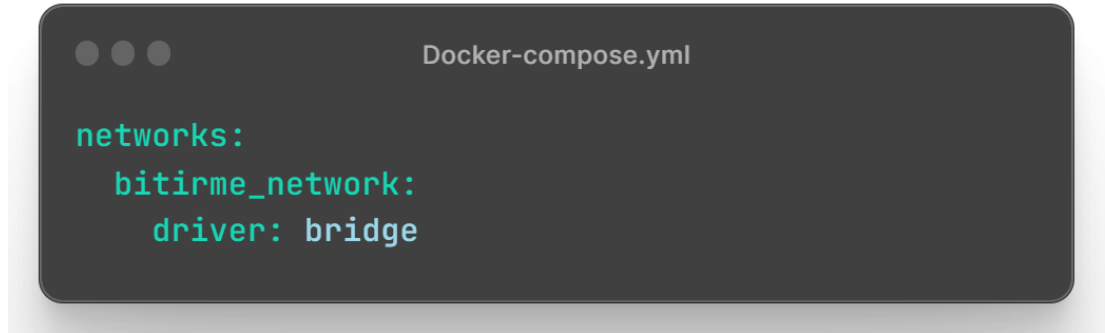 Docker-compose.yml
networks:
  bitirme_network:
    driver: bridge